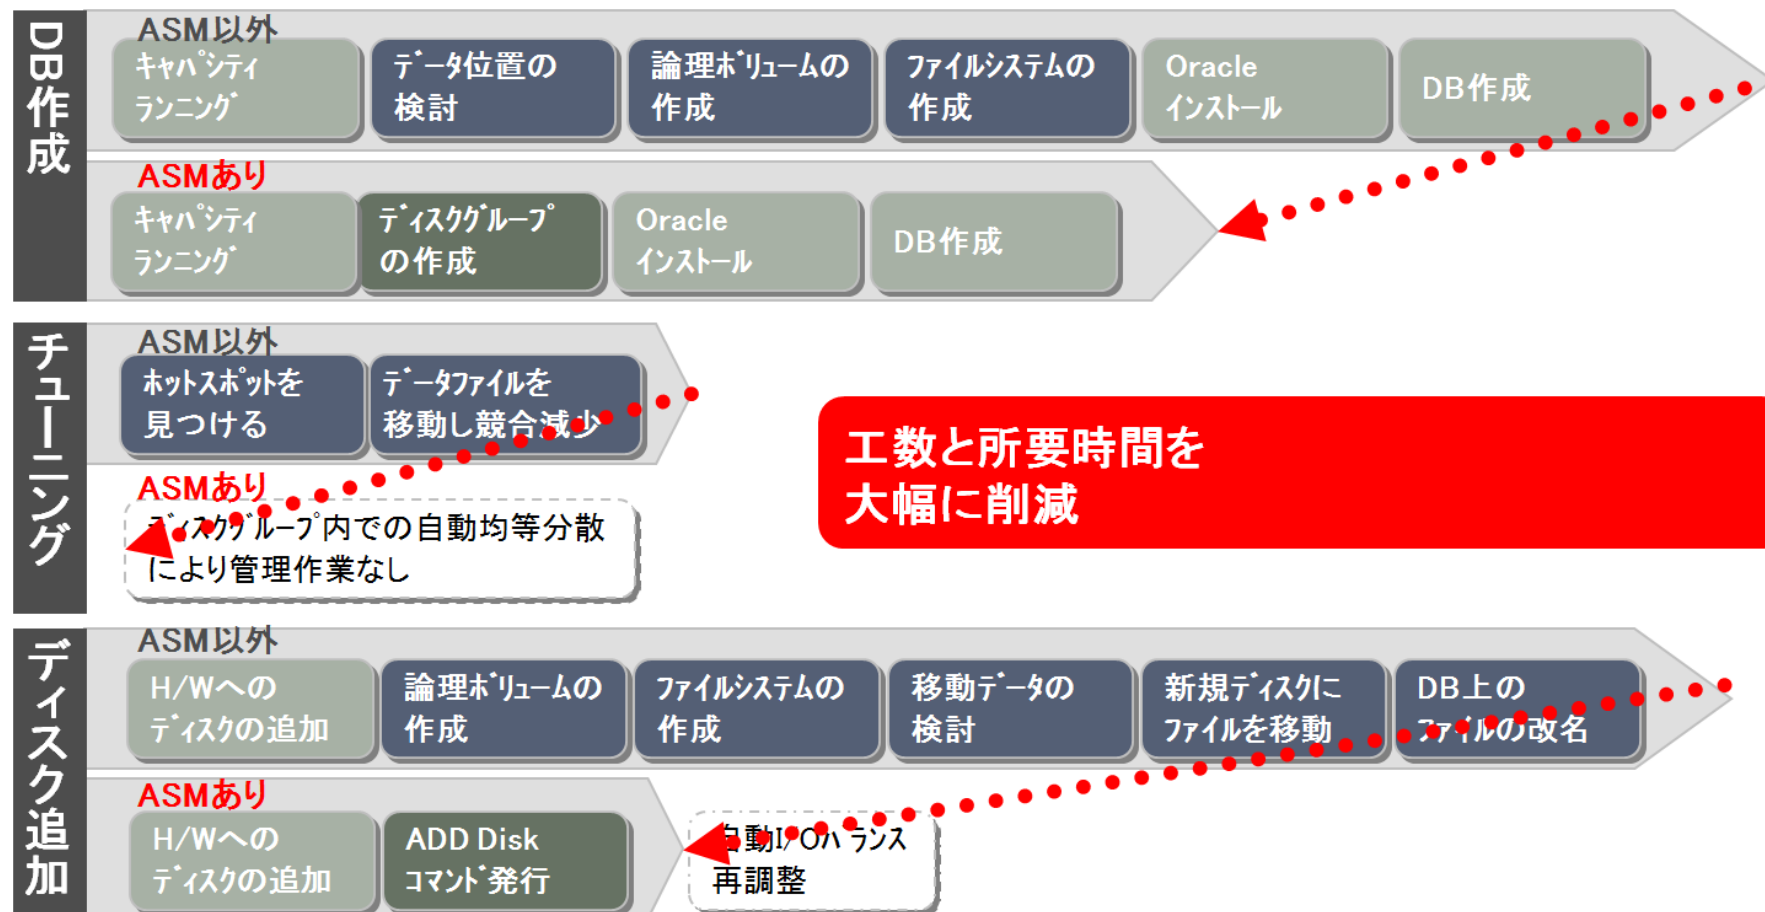 DB作成
ASM以外
ｷｬﾊﾟｼﾃｨ
ﾗﾝﾆﾝｸﾞ
ﾃﾞｰﾀ位置の
検討
論理ﾎﾞﾘｭｰﾑの
作成
ﾌｧｲﾙｼｽﾃﾑの
作成
Oracle
ｲﾝｽﾄｰﾙ
DB作成
ASMあり
ｷｬﾊﾟｼﾃｨ
ﾗﾝﾆﾝｸﾞ
ﾃﾞｨｽｸｸﾞﾙｰﾌﾟ
の作成
Oracle
ｲﾝｽﾄｰﾙ
DB作成
チューニング
ASM以外
ﾎｯﾄｽﾎﾟｯﾄを
見つける
ﾃﾞｰﾀﾌｧｲﾙを
移動し競合減少
ASMあり
ﾃﾞｨｽｸｸﾞﾙｰﾌﾟ内での自動均等分散
により管理作業なし
工数と所要時間を
大幅に削減
ディスク追加
ASM以外
H/Wへの
ﾃﾞｨｽｸの追加
論理ﾎﾞﾘｭｰﾑの
作成
ﾌｧｲﾙｼｽﾃﾑの
作成
移動ﾃﾞｰﾀの
検討
新規ﾃﾞｨｽｸに
ﾌｧｲﾙを移動
DB上の
ﾌｧｲﾙの改名
ASMあり
H/Wへの
ﾃﾞｨｽｸの追加
ADD Disk
ｺﾏﾝﾄﾞ発行
自動I/Oﾊﾞﾗﾝｽ
再調整